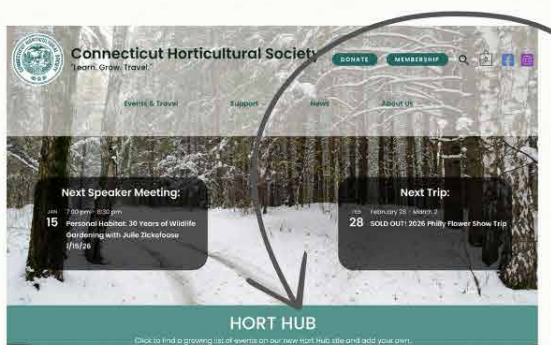 Connecticut Horticultural Society
"Learn. Grow. Travel."
DONATE
MEMBERSHIP
0
Events & Travel
Support
News
About Us
Next Speaker Meeting:
JAN
15
7:00 pm - 8:30 pm
Personal Habitat: 30 Years of Wildlife
Gardening with Julie Zickefoose
1/15/26
Next Trip:
FEB
28
February 28 - March 2
SOLD OUT! 2026 Philly Flower Show Trip
HORT HUB
Click to find a growing list of events on our new Hort Hub site and add your own.